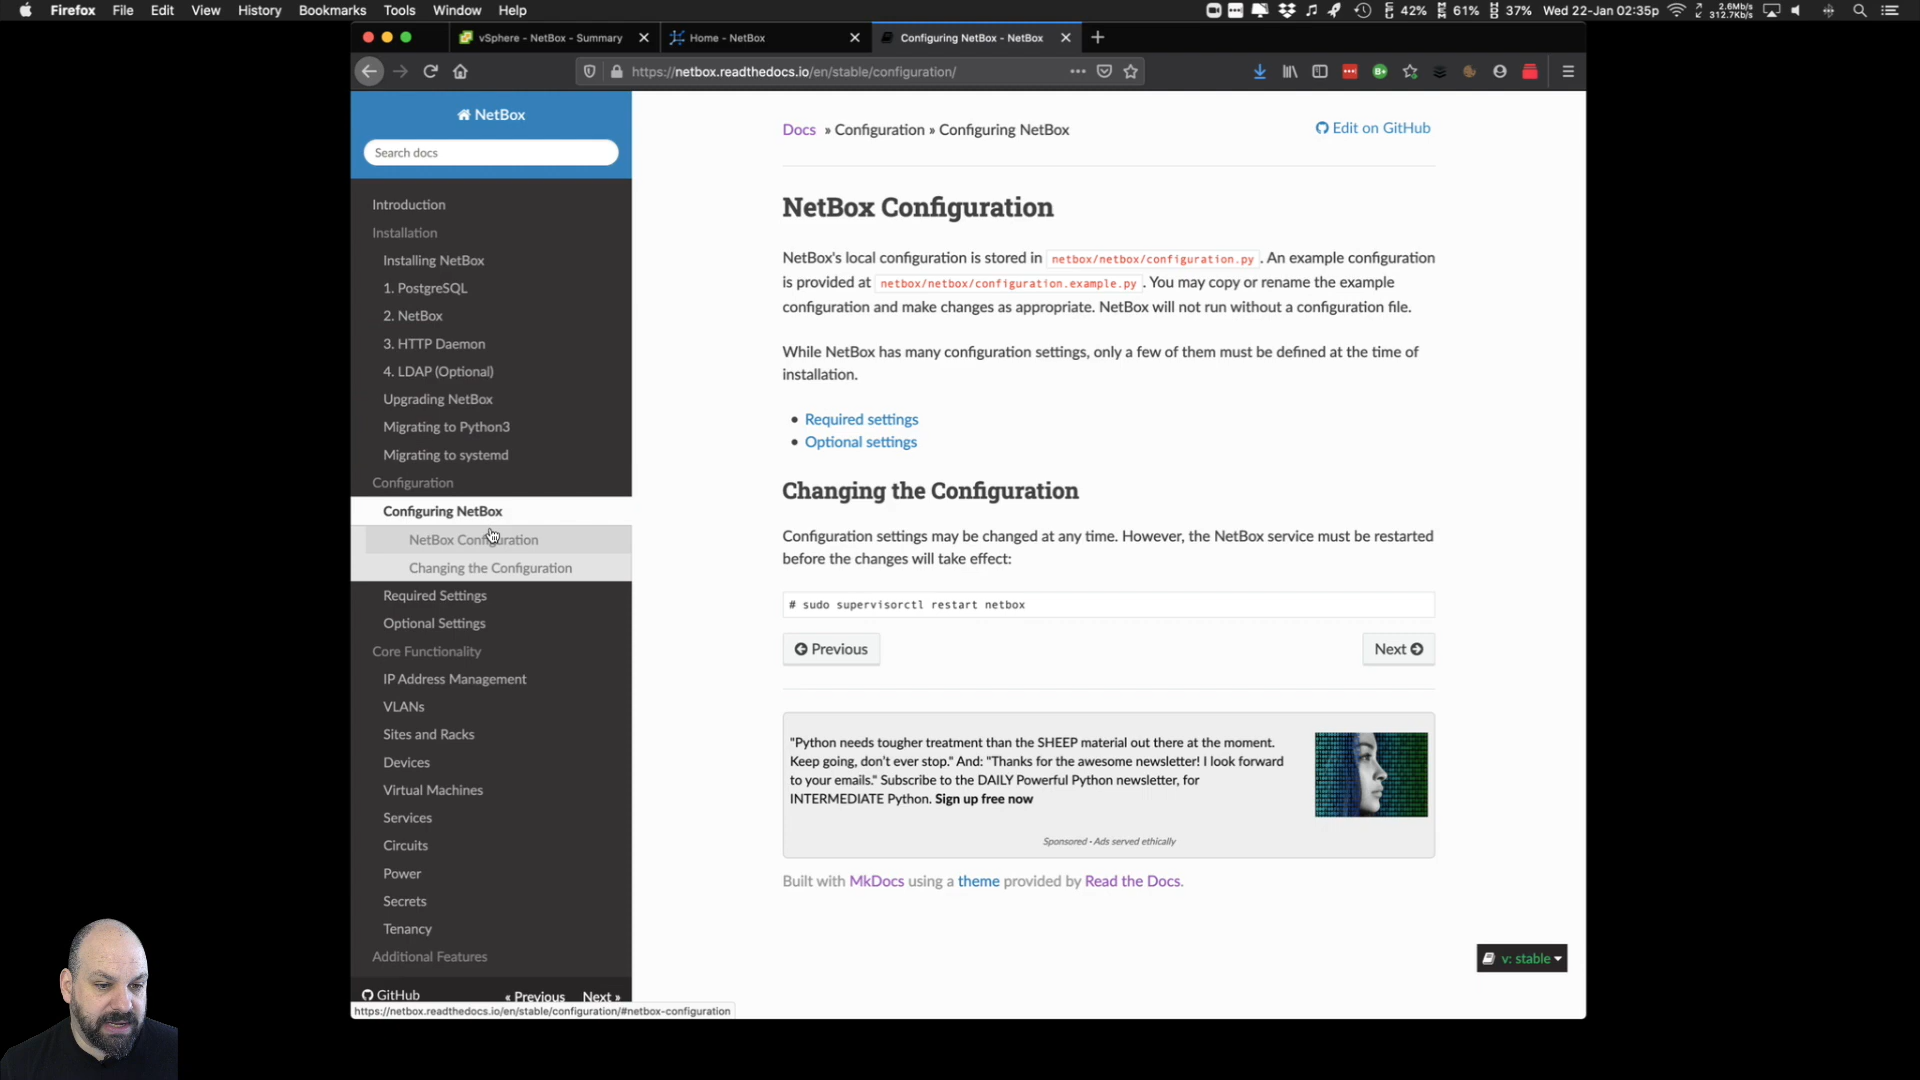 Firefox File Edit View History Bookmarks Tools Window Help
42% 61% 37% Wed 22-Jan 02:35p 2.6Mb/s 312.7Kb/s
vSphere - NetBox - Summary
Home - NetBox
Configuring NetBox - NetBox
https://netbox.readthedocs.io/en/stable/configuration/
NetBox
Search docs
Introduction
Installation
Installing NetBox
1. PostgreSQL
2. NetBox
3. HTTP Daemon
4. LDAP (Optional)
Upgrading NetBox
Migrating to Python3
Migrating to systemd
Configuration
Configuring NetBox
NetBox Configuration
Changing the Configuration
Required Settings
Optional Settings
Core Functionality
IP Address Management
VLANs
Sites and Racks
Devices
Virtual Machines
Services
Circuits
Power
Secrets
Tenancy
Additional Features
GitHub « Previous Next »
https://netbox.readthedocs.io/en/stable/configuration/#netbox-configuration
Docs » Configuration » Configuring NetBox
Edit on GitHub
NetBox Configuration
NetBox's local configuration is stored in netbox/netbox/configuration.py . An example configuration
is provided at netbox/netbox/configuration.example.py . You may copy or rename the example
configuration and make changes as appropriate. NetBox will not run without a configuration file.
While NetBox has many configuration settings, only a few of them must be defined at the time of
installation.
• Required settings
• Optional settings
Changing the Configuration
Configuration settings may be changed at any time. However, the NetBox service must be restarted
before the changes will take effect:
# sudo supervisorctl restart netbox
Previous
Next
"Python needs tougher treatment than the SHEEP material out there at the moment.
Keep going, don't ever stop." And: "Thanks for the awesome newsletter! I look forward
to your emails." Subscribe to the DAILY Powerful Python newsletter, for
INTERMEDIATE Python. Sign up free now
Sponsored · Ads served ethically
Built with MkDocs using a theme provided by Read the Docs.
v: stable